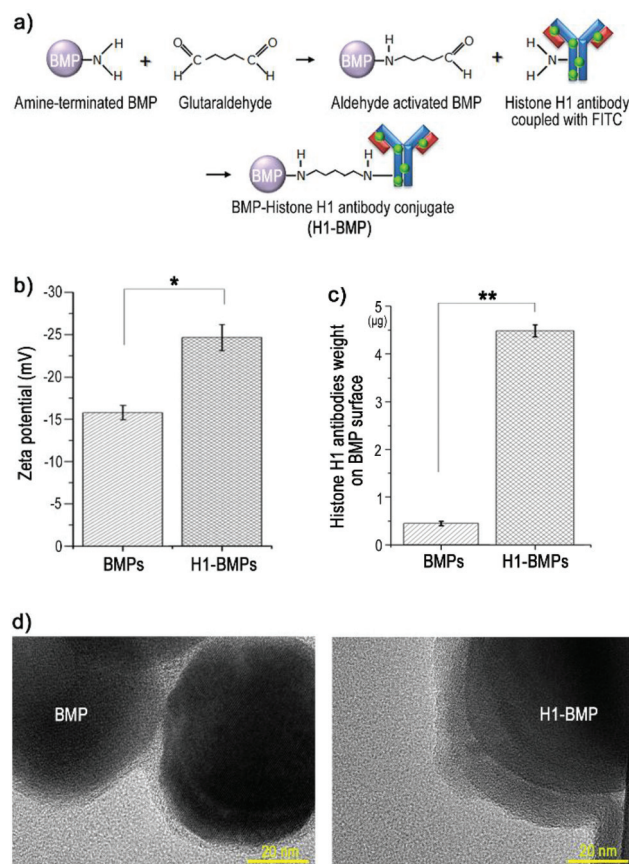 a)
H
BMP
N
H
+
O
C
H
O
C
H
BMP
H
N
O
C
H
+
H
N
H
Amine-terminated BMP
Glutaraldehyde
Aldehyde activated BMP
Histone H1 antibody
coupled with FITC
BMP
H
N
H
N
BMP-Histone H1 antibody conjugate
(H1-BMP)
b)
Zeta potential (mV)
-30
-25
-20
-15
-10
-5
0
*
BMPs
H1-BMPs
c)
Histone H1 antibodies weight
on BMP surface
5
(µg)
4
3
2
1
0
**
BMPs
H1-BMPs
d)
BMP
20 nm
H1-BMP
20 nm